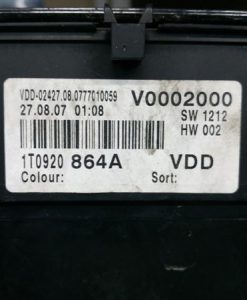 VDD-02427.08.0777010059 V0002000
27.08.07 01:08 SW 1212
HW 002
1T0920 864A VDD
Colour: Sort: